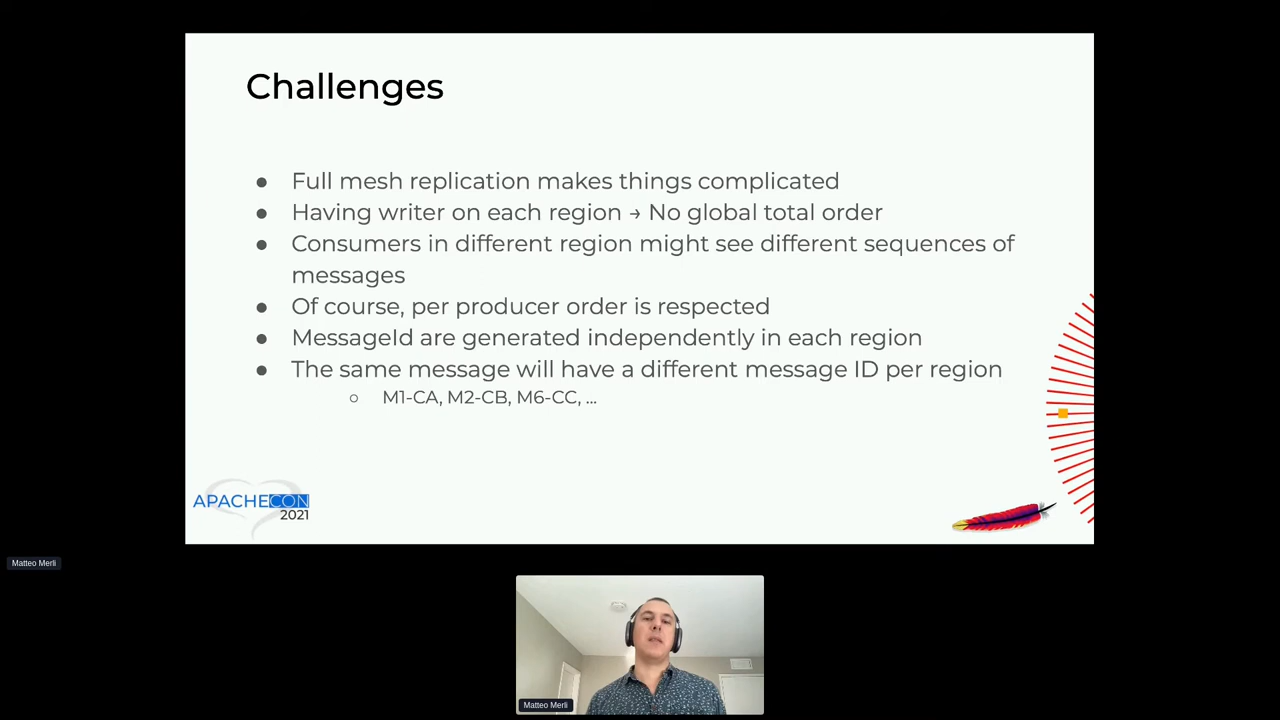 Challenges
● Full mesh replication makes things complicated
● Having writer on each region → No global total order
● Consumers in different region might see different sequences of
messages
● Of course, per producer order is respected
● MessageId are generated independently in each region
● The same message will have a different message ID per region
○ M1-CA, M2-CB, M6-CC, ...
APACHECON
2021
Matteo Merli
Matteo Merli